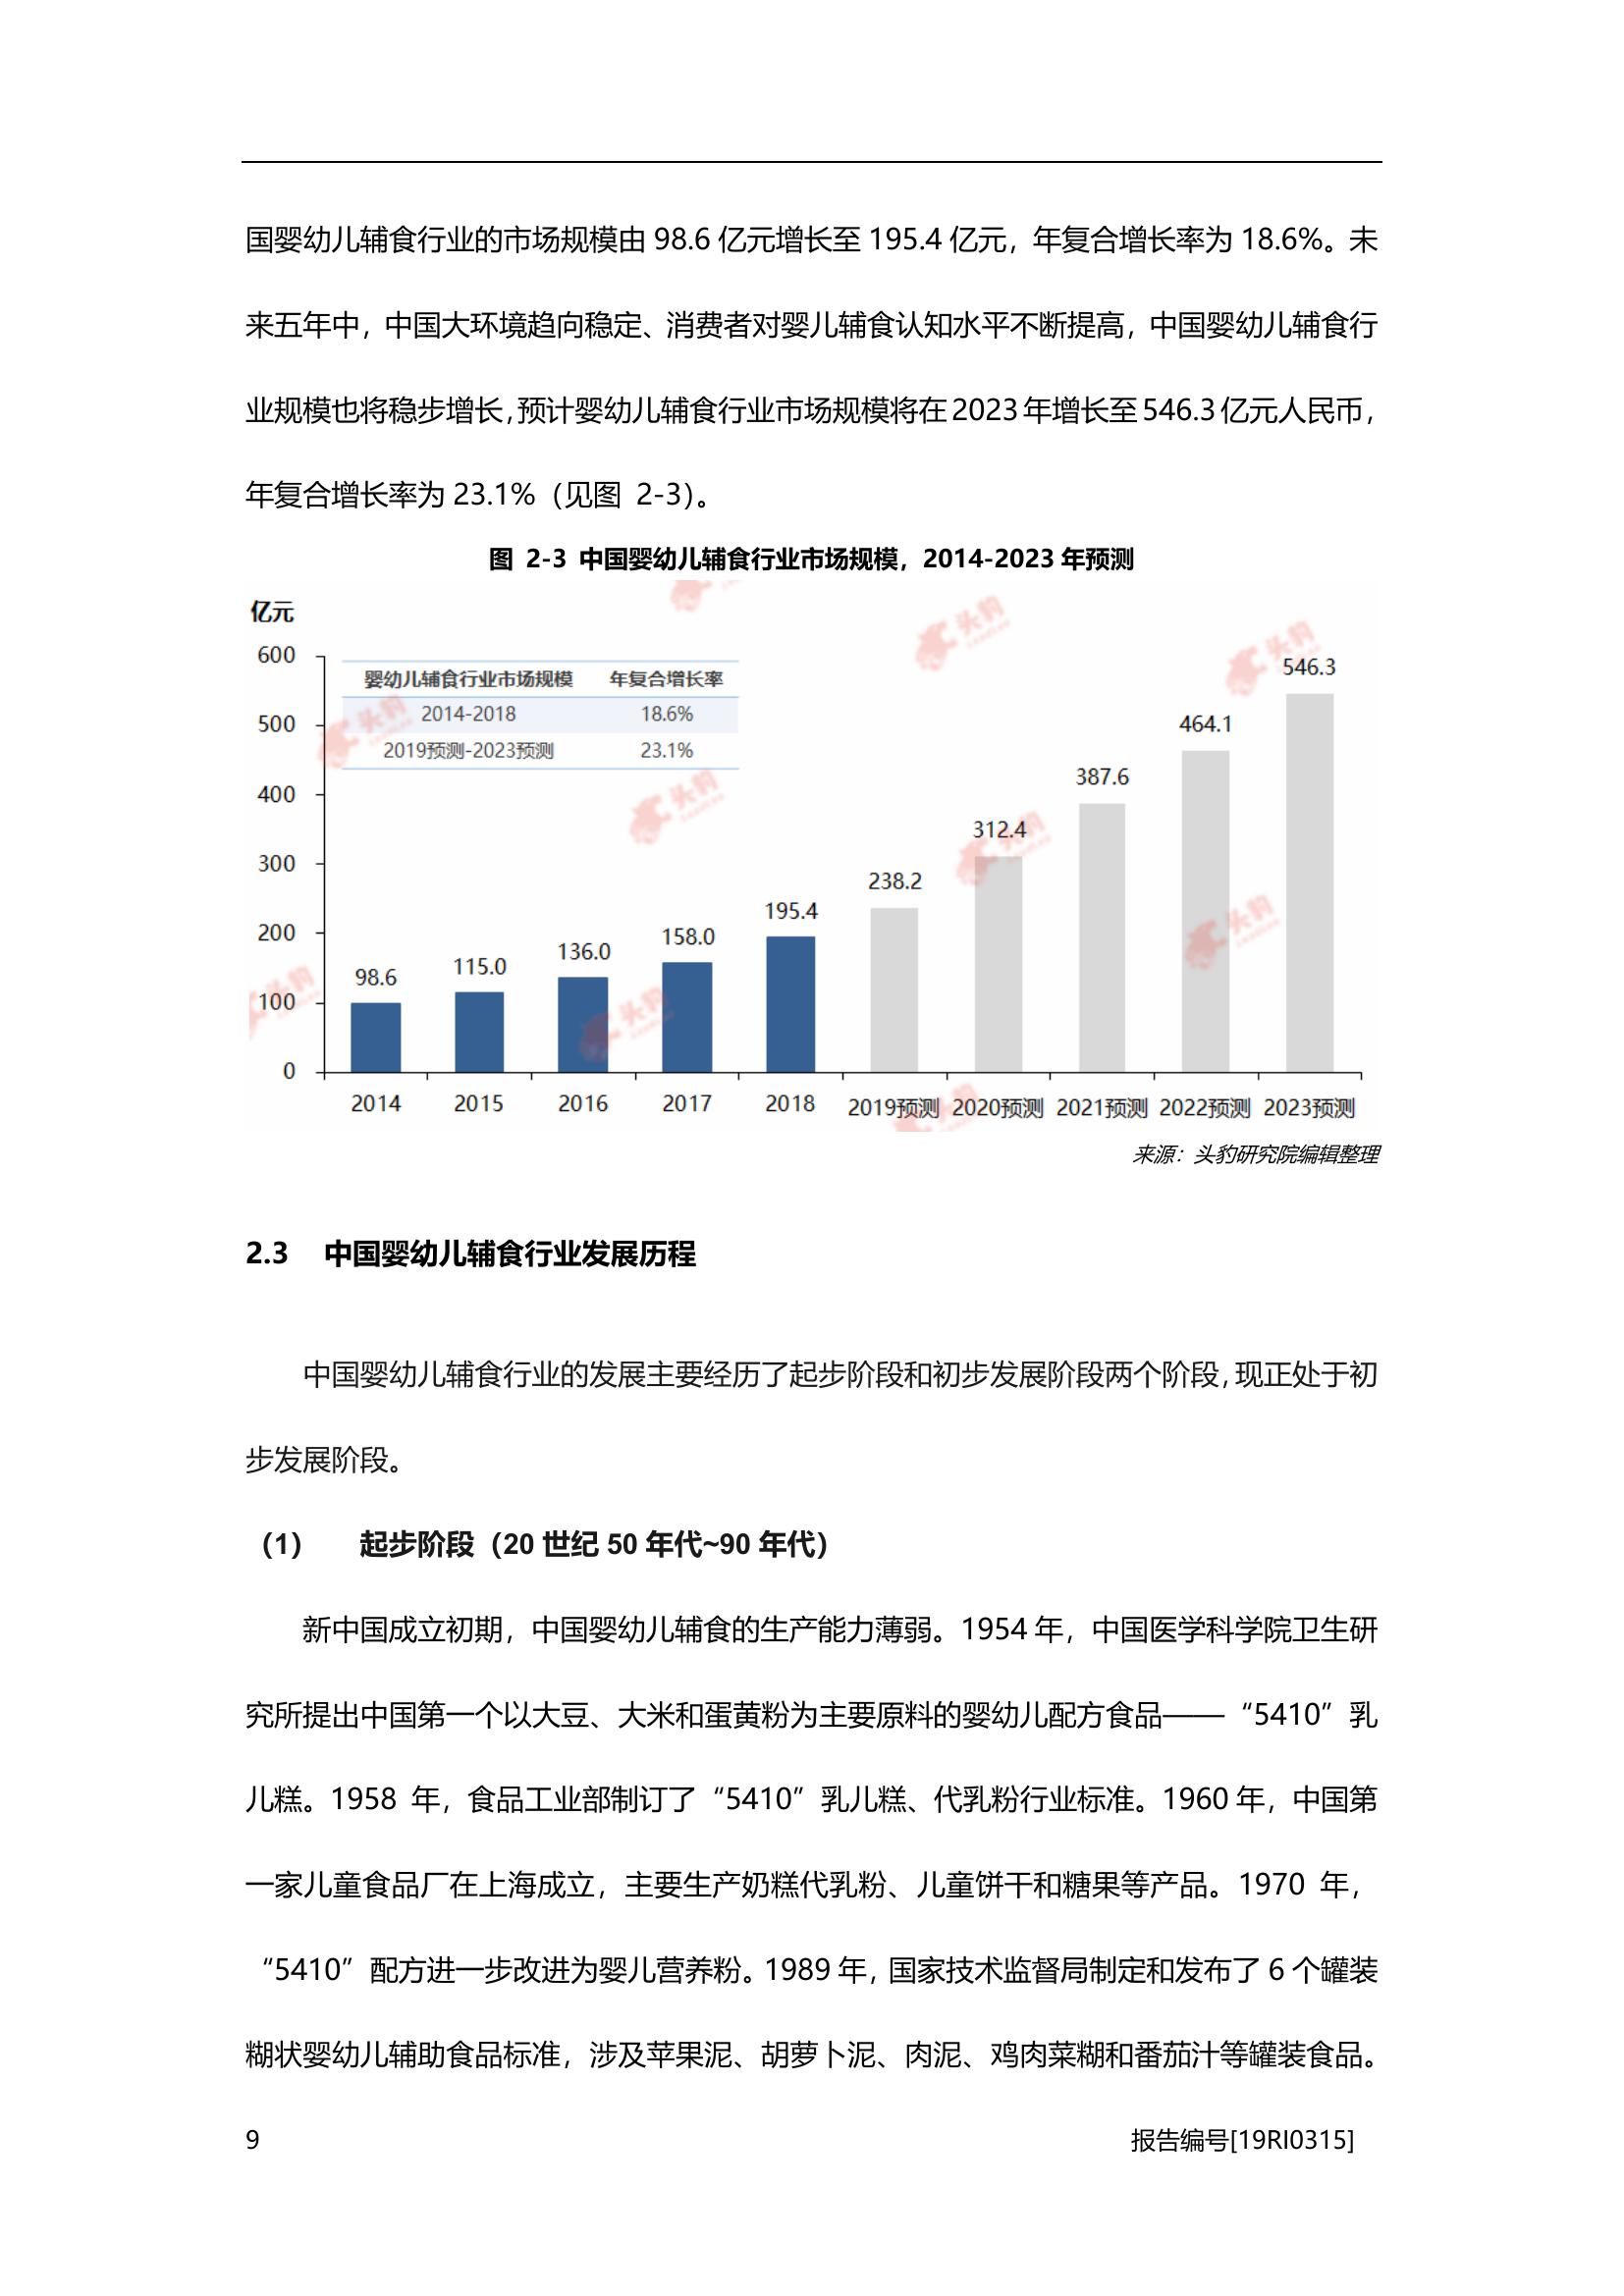 国婴幼儿辅食行业的市场规模由 98.6 亿元增长至 195.4 亿元，年复合增长率为 18.6%。未
来五年中，中国大环境趋向稳定、消费者对婴儿辅食认知水平不断提高，中国婴幼儿辅食行
业规模也将稳步增长，预计婴幼儿辅食行业市场规模将在 2023 年增长至 546.3 亿元人民币，
年复合增长率为 23.1%（见图 2-3）。
图 2-3 中国婴幼儿辅食行业市场规模，2014-2023 年预测
亿元
600
500
400
300
200
100
0
婴幼儿辅食行业市场规模 年复合增长率
2014-2018 18.6%
2019预测-2023预测 23.1%
98.6 115.0 136.0 158.0 195.4 238.2 312.4 387.6 464.1 546.3
2014 2015 2016 2017 2018 2019预测 2020预测 2021预测 2022预测 2023预测
头豹
头豹
头豹
头豹
头豹
头豹
头豹
头豹
来源：头豹研究院编辑整理
2.3 中国婴幼儿辅食行业发展历程
中国婴幼儿辅食行业的发展主要经历了起步阶段和初步发展阶段两个阶段，现正处于初
步发展阶段。
（1） 起步阶段（20 世纪 50 年代~90 年代）
新中国成立初期，中国婴幼儿辅食的生产能力薄弱。1954 年，中国医学科学院卫生研
究所提出中国第一个以大豆、大米和蛋黄粉为主要原料的婴幼儿配方食品——“5410”乳
儿糕。1958 年，食品工业部制订了“5410”乳儿糕、代乳粉行业标准。1960 年，中国第
一家儿童食品厂在上海成立，主要生产奶糕代乳粉、儿童饼干和糖果等产品。1970 年，
“5410”配方进一步改进为婴儿营养粉。1989 年，国家技术监督局制定和发布了 6 个罐装
糊状婴幼儿辅助食品标准，涉及苹果泥、胡萝卜泥、肉泥、鸡肉菜糊和番茄汁等罐装食品。
9 报告编号[19RI0315]